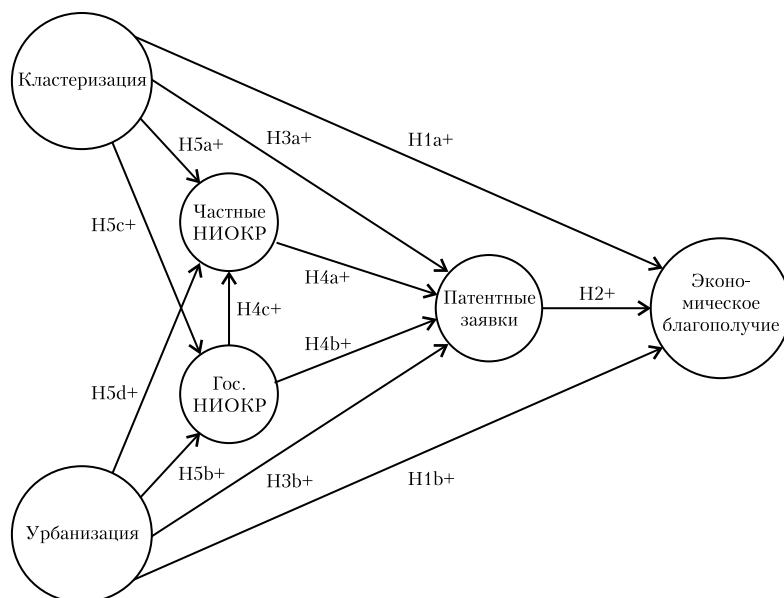 Кластеризация
H1a+
H3a+
H5a+
Частные
НИОКР
H5c+
H4a+
H4c+
Патентные
заявки
H2+
Эконо-
мическое
благополучие
H4b+
Гос.
НИОКР
H5d+
H5b+
H3b+
H1b+
Урбанизация